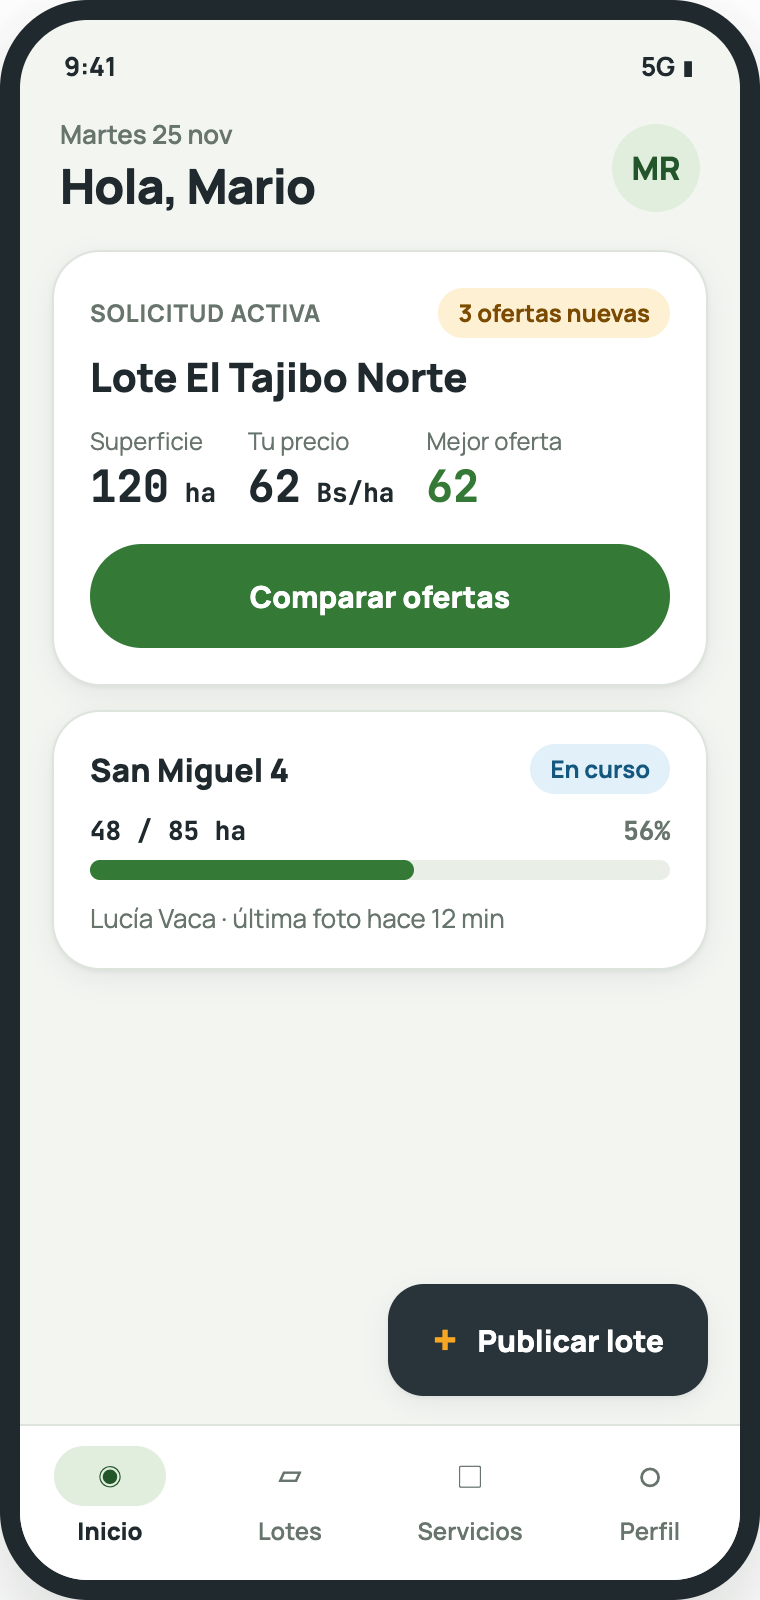 9:41 5G
Martes 25 nov
Hola, Mario
MR
SOLICITUD ACTIVA
3 ofertas nuevas
Lote El Tajibo Norte
Superficie Tu precio Mejor oferta
120 ha 62 Bs/ha 62
Comparar ofertas
San Miguel 4
En curso
48 / 85 ha 56%
Lucía Vaca · última foto hace 12 min
+ Publicar lote
Inicio Lotes Servicios Perfil